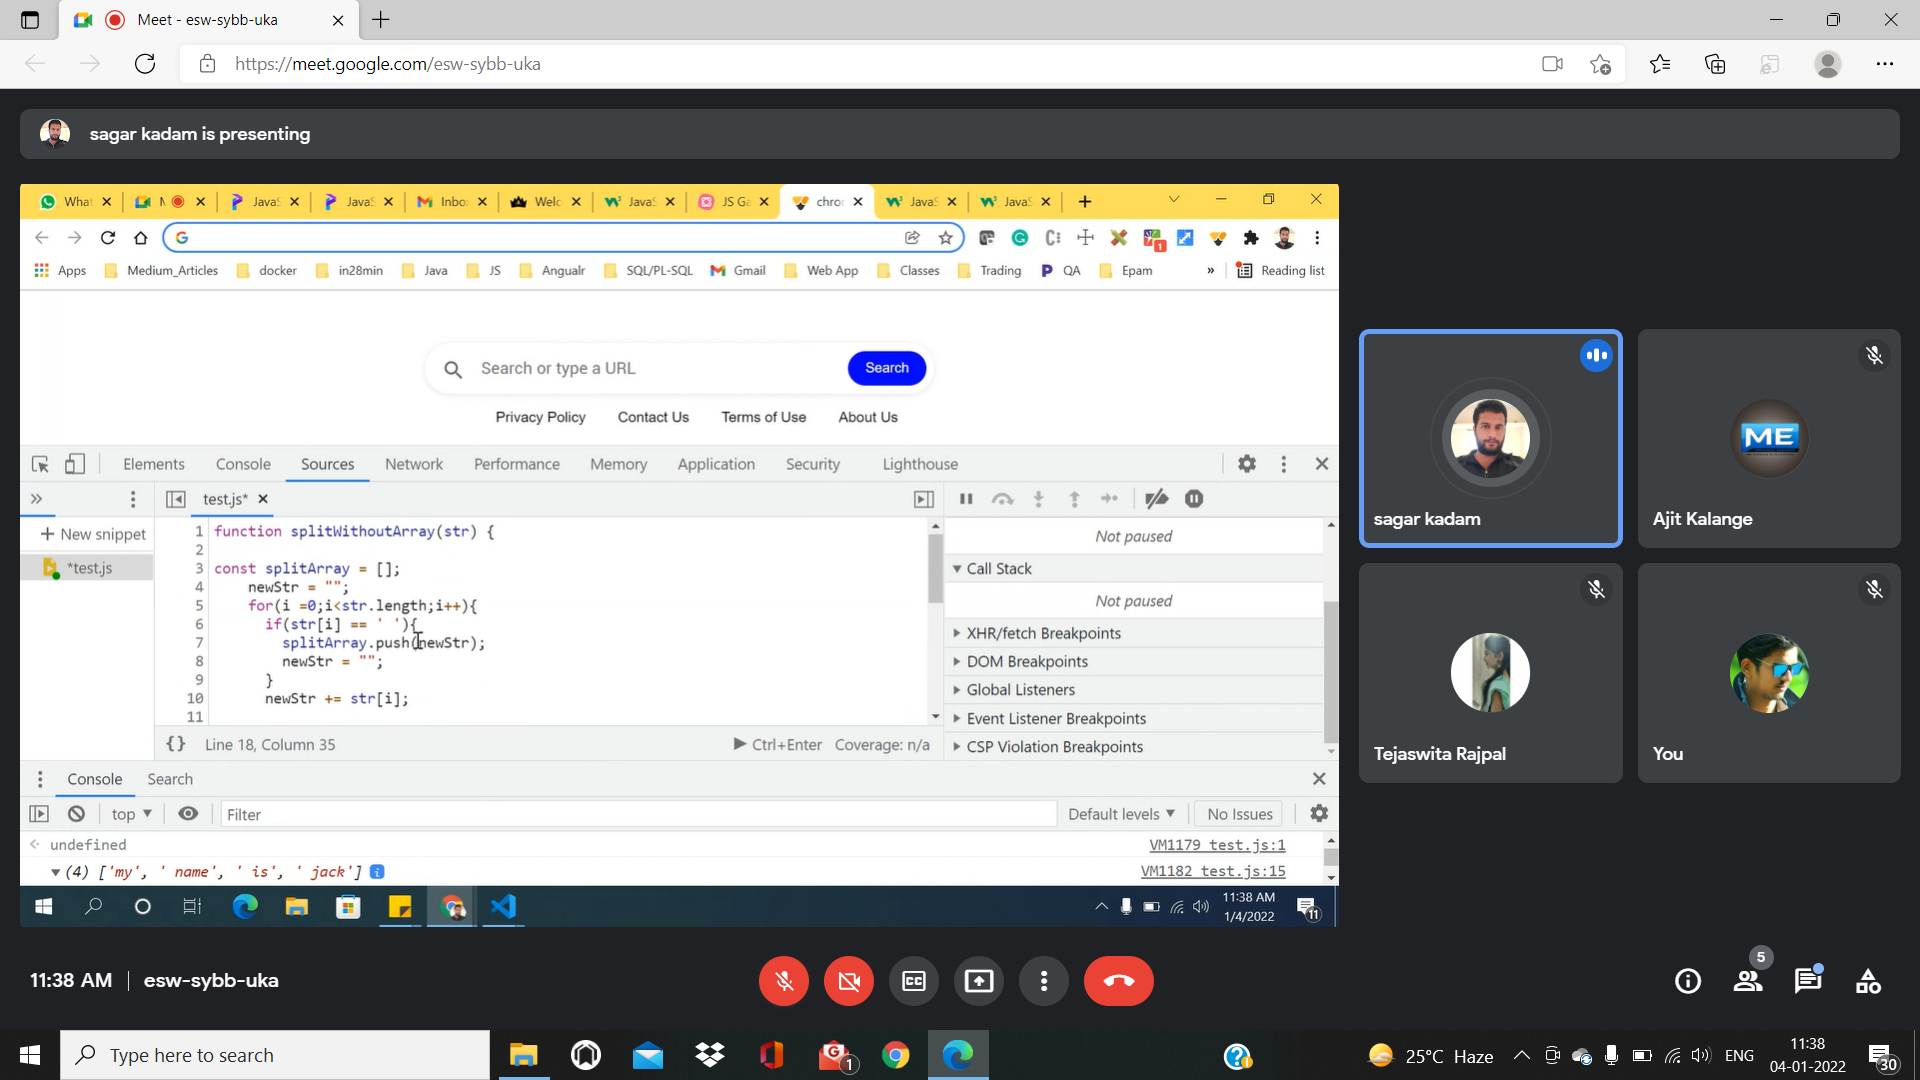 Meet - esw-sybb-uka
https://meet.google.com/esw-sybb-uka
sagar kadam is presenting
What
JavaS
JavaS
Inbo
Welc
JavaS
JS Ga
chro
JavaS
JavaS
Apps Medium_Articles docker in28min Java JS Angualr SQL/PL-SQL Gmail Web App Classes Trading QA Epam » Reading list
Search or type a URL Search
Privacy Policy Contact Us Terms of Use About Us
Elements Console Sources Network Performance Memory Application Security Lighthouse
test.js*
+ New snippet
*test.js
1 function splitWithoutArray(str) {
2
3 const splitArray = [];
4 newStr = "";
5 for(i =0;i<str.length;i++){
6 if(str[i] == ' '){
7 splitArray.push(newStr);
8 newStr = "";
9 }
10 newStr += str[i];
11
{} Line 18, Column 35 Ctrl+Enter Coverage: n/a
Not paused
Call Stack
Not paused
XHR/fetch Breakpoints
DOM Breakpoints
Global Listeners
Event Listener Breakpoints
CSP Violation Breakpoints
Console Search
top Filter Default levels No Issues
undefined VM1179 test.js:1
(4) ['my', ' name', ' is', ' jack'] VM1182 test.js:15
11:38 AM
1/4/2022
11
sagar kadam
ME
Ajit Kalange
Tejaswita Rajpal
You
11:38 AM | esw-sybb-uka
5
Type here to search
1
25°C Haze
ENG
11:38
04-01-2022
30